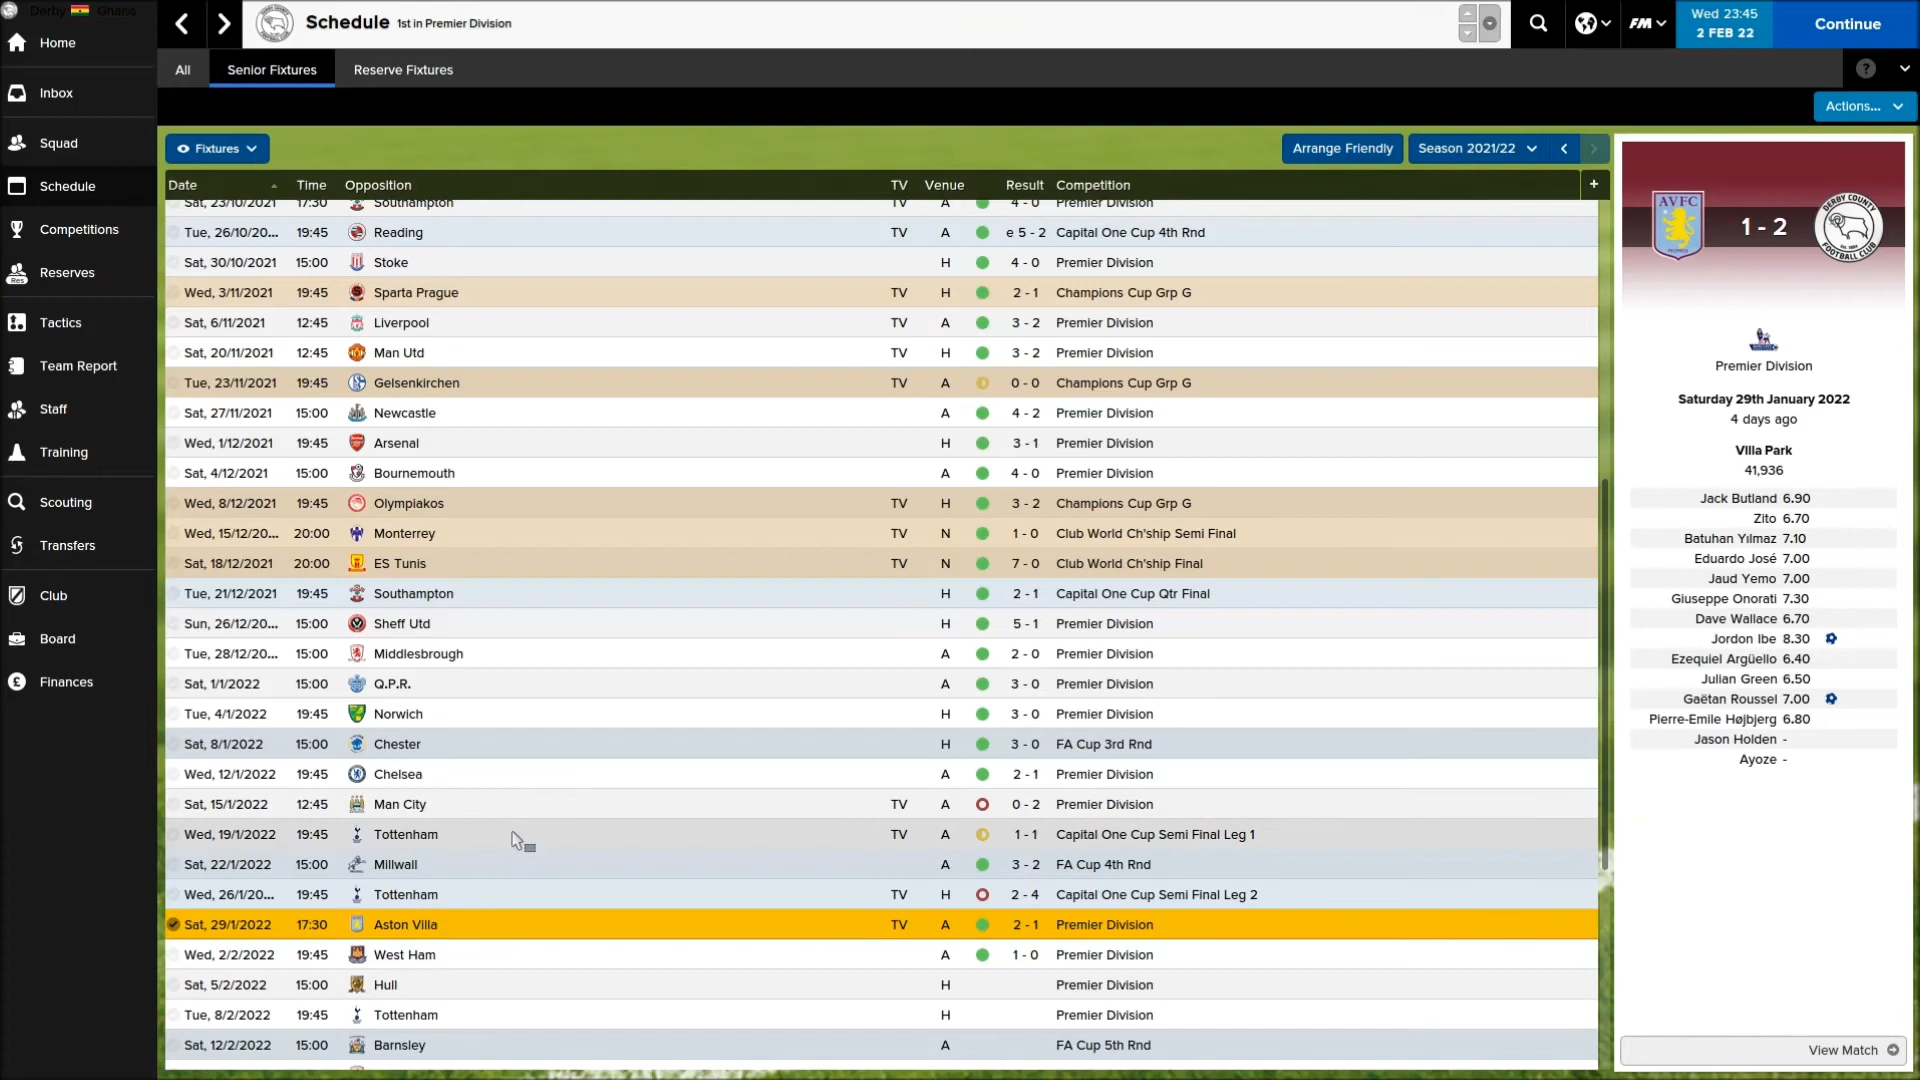 Derby Ghana
Schedule 1st in Premier Division
FM
Wed 23:45
2 FEB 22
Continue
Home
Inbox
Squad
Schedule
Competitions
Res
Reserves
Tactics
Team Report
Staff
Training
Scouting
Transfers
Club
Board
Finances
All Senior Fixtures Reserve Fixtures
?
Actions...
Fixtures
Arrange Friendly Season 2021/22
Date Time Opposition TV Venue Result Competition +
Sat, 23/10/2021 17:30 Southampton TV A 4 - 0 Premier Division
Tue, 26/10/20... 19:45 Reading TV A e 5 - 2 Capital One Cup 4th Rnd
Sat, 30/10/2021 15:00 Stoke H 4 - 0 Premier Division
Wed, 3/11/2021 19:45 Sparta Prague TV H 2 - 1 Champions Cup Grp G
Sat, 6/11/2021 12:45 Liverpool TV A 3 - 2 Premier Division
Sat, 20/11/2021 12:45 Man Utd TV H 3 - 2 Premier Division
Tue, 23/11/2021 19:45 Gelsenkirchen TV A 0 - 0 Champions Cup Grp G
Sat, 27/11/2021 15:00 Newcastle A 4 - 2 Premier Division
Wed, 1/12/2021 19:45 Arsenal H 3 - 1 Premier Division
Sat, 4/12/2021 15:00 Bournemouth A 4 - 0 Premier Division
Wed, 8/12/2021 19:45 Olympiakos TV H 3 - 2 Champions Cup Grp G
Wed, 15/12/20... 20:00 Monterrey TV N 1 - 0 Club World Ch'ship Semi Final
Sat, 18/12/2021 20:00 ES Tunis TV N 7 - 0 Club World Ch'ship Final
Tue, 21/12/2021 19:45 Southampton H 2 - 1 Capital One Cup Qtr Final
Sun, 26/12/20... 15:00 Sheff Utd H 5 - 1 Premier Division
Tue, 28/12/20... 15:00 Middlesbrough A 2 - 0 Premier Division
Sat, 1/1/2022 15:00 Q.P.R. A 3 - 0 Premier Division
Tue, 4/1/2022 19:45 Norwich H 3 - 0 Premier Division
Sat, 8/1/2022 15:00 Chester H 3 - 0 FA Cup 3rd Rnd
Wed, 12/1/2022 19:45 Chelsea A 2 - 1 Premier Division
Sat, 15/1/2022 12:45 Man City TV A 0 - 2 Premier Division
Wed, 19/1/2022 19:45 Tottenham TV A 1 - 1 Capital One Cup Semi Final Leg 1
Sat, 22/1/2022 15:00 Millwall A 3 - 2 FA Cup 4th Rnd
Wed, 26/1/20... 19:45 Tottenham TV H 2 - 4 Capital One Cup Semi Final Leg 2
Sat, 29/1/2022 17:30 Aston Villa TV A 2 - 1 Premier Division
Wed, 2/2/2022 19:45 West Ham A 1 - 0 Premier Division
Sat, 5/2/2022 15:00 Hull H Premier Division
Tue, 8/2/2022 19:45 Tottenham H Premier Division
Sat, 12/2/2022 15:00 Barnsley A FA Cup 5th Rnd
AVFC
1 - 2
DERBY COUNTY
FOOTBALL CLUB
Premier Division
Saturday 29th January 2022
4 days ago
Villa Park
41,936
Jack Butland 6.90
Zito 6.70
Batuhan Yılmaz 7.10
Eduardo José 7.00
Jaud Yemo 7.00
Giuseppe Onorati 7.30
Dave Wallace 6.70
Jordon Ibe 8.30
Ezequiel Argüello 6.40
Julian Green 6.50
Gaëtan Roussel 7.00
Pierre-Emile Højbjerg 6.80
Jason Holden -
Ayoze -
View Match